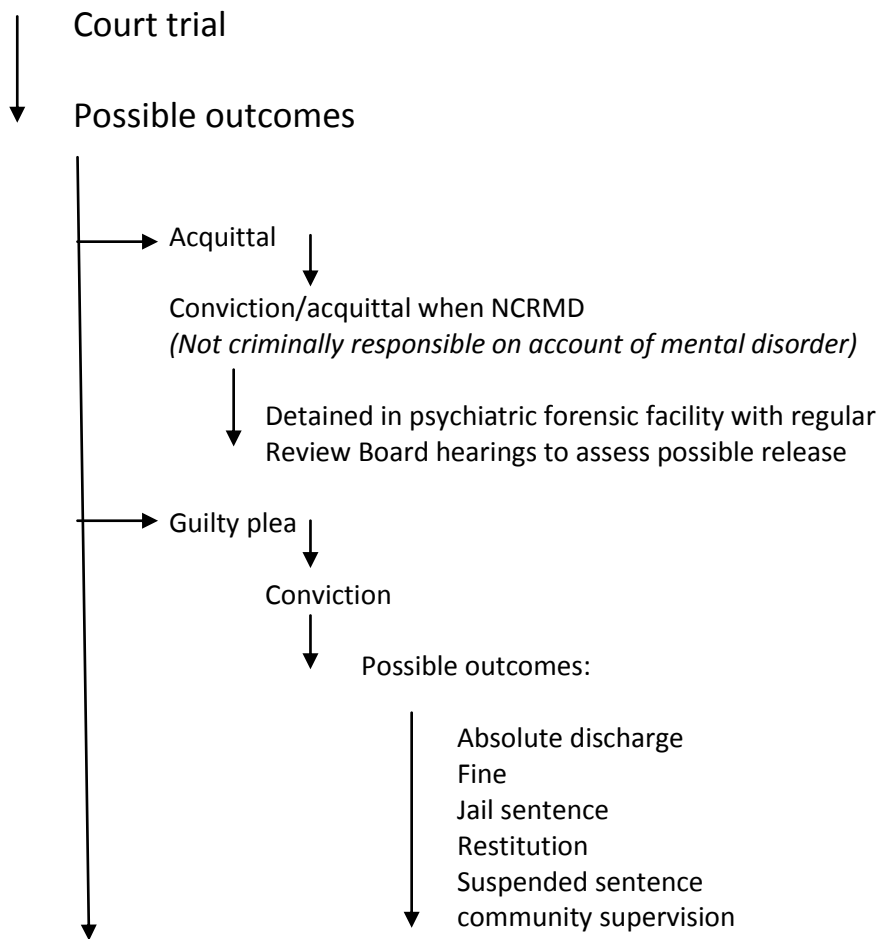 Court trial
Possible outcomes
Acquittal
Conviction/acquittal when NCRMD
(Not criminally responsible on account of mental disorder)
Detained in psychiatric forensic facility with regular
Review Board hearings to assess possible release
Guilty plea
Conviction
Possible outcomes:
Absolute discharge
Fine
Jail sentence
Restitution
Suspended sentence
community supervision